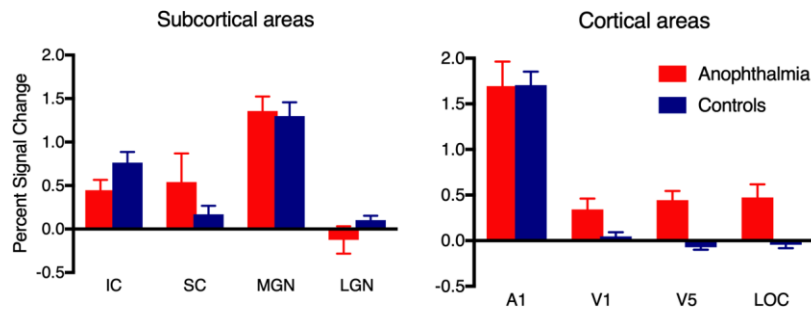 Subcortical areas
Percent Signal Change
2.0
1.5
1.0
0.5
0.0
-0.5
IC SC MGN LGN
Cortical areas
2.0
1.5
1.0
0.5
0.0
-0.5
Anophthalmia
Controls
A1 V1 V5 LOC